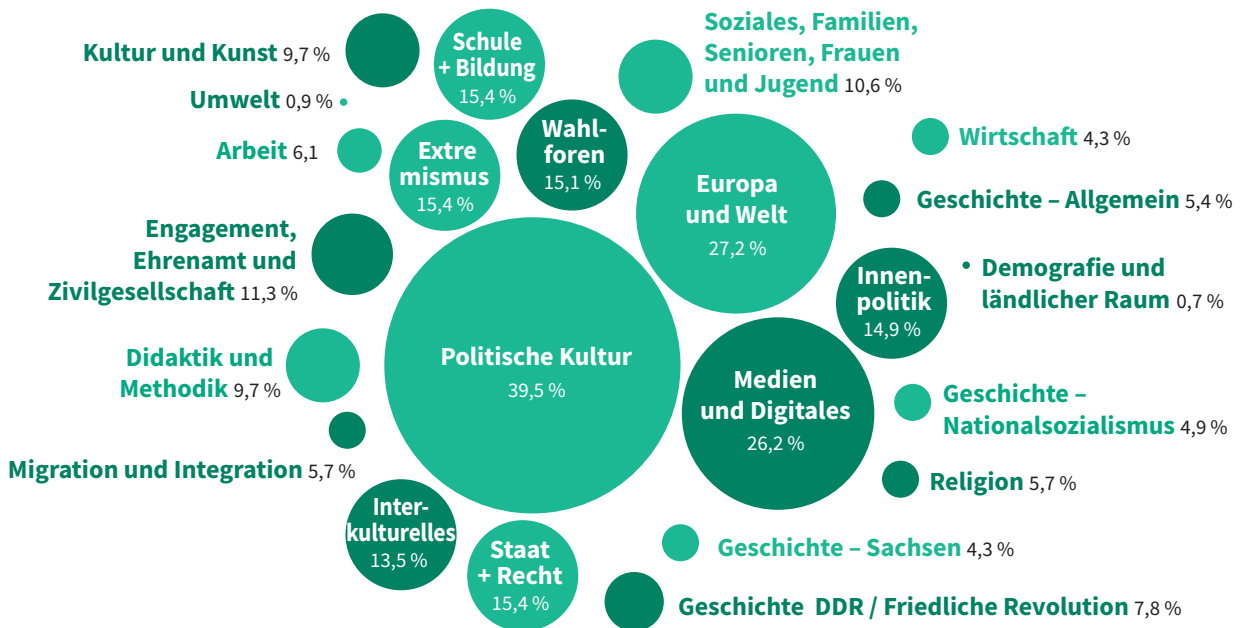 Kultur und Kunst 9,7 %
Umwelt 0,9 %
Arbeit 6,1
Engagement,
Ehrenamt und
Zivilgesellschaft 11,3 %
Didaktik und
Methodik 9,7 %
Migration und Integration 5,7 %
Schule
+ Bildung
15,4 %
Extre
mismus
15,4 %
Wahl-
foren
15,1 %
Politische Kultur
39,5 %
Inter-
kulturelles
13,5 %
Staat
+ Recht
15,4 %
Soziales, Familien,
Senioren, Frauen
und Jugend 10,6 %
Europa
und Welt
27,2 %
Innen-
politik
14,9 %
Medien
und Digitales
26,2 %
Wirtschaft 4,3 %
Geschichte – Allgemein 5,4 %
Demografie und
ländlicher Raum 0,7 %
Geschichte –
Nationalsozialismus 4,9 %
Religion 5,7 %
Geschichte – Sachsen 4,3 %
Geschichte DDR / Friedliche Revolution 7,8 %